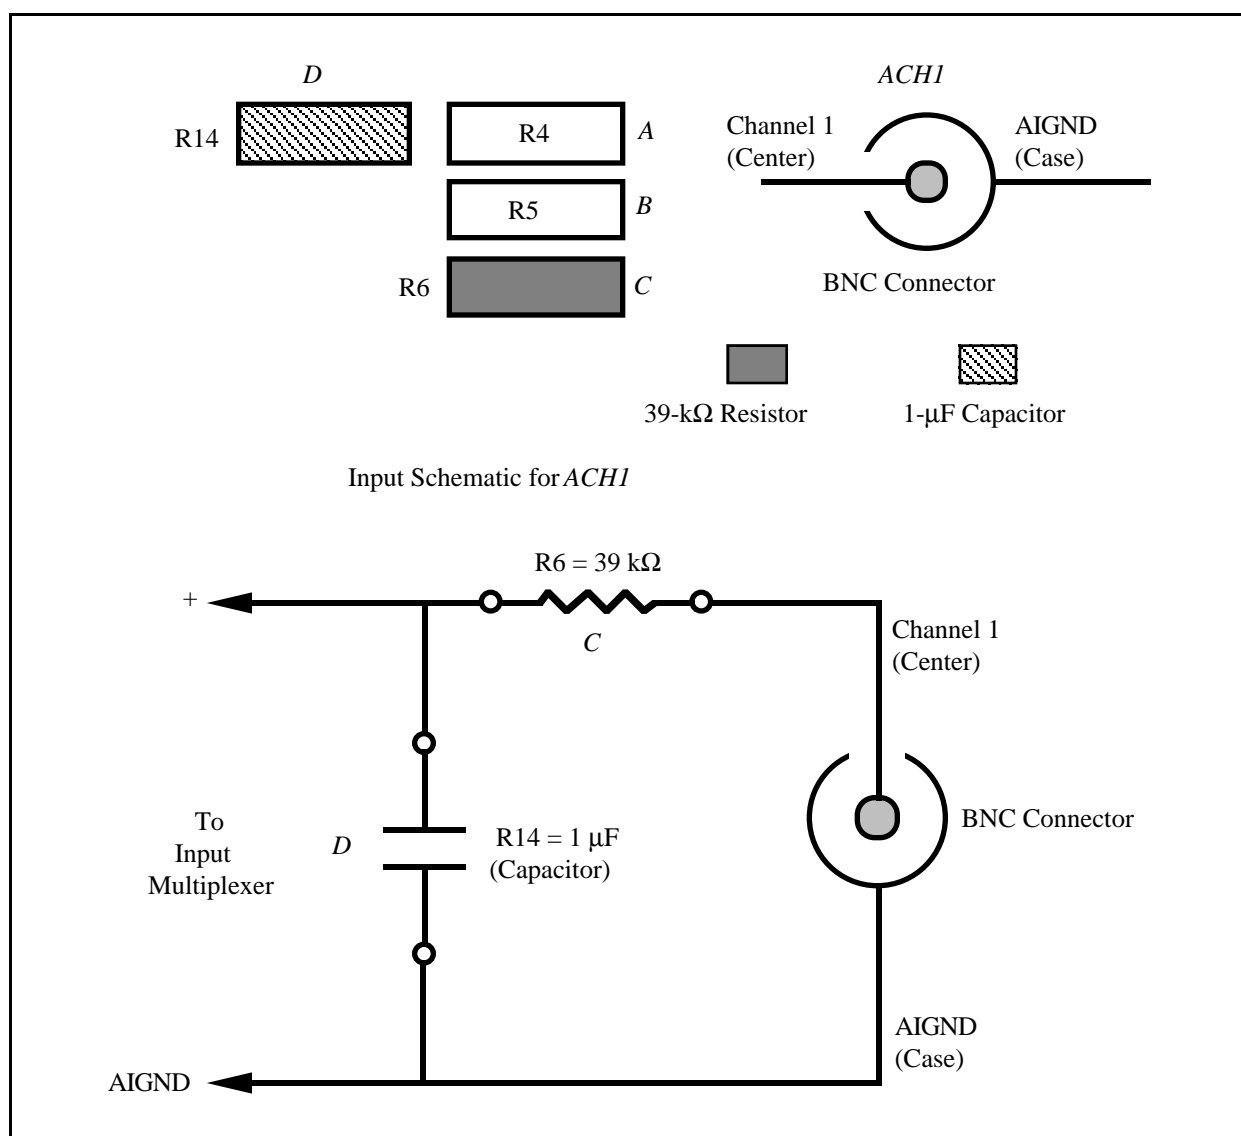 D
ACH1
R14
R4
A
Channel 1
(Center)
AIGND
(Case)
R5
B
R6
C
BNC Connector
39-kΩ Resistor
1-μF Capacitor
Input Schematic for ACH1
R6 = 39 kΩ
+
C
Channel 1
(Center)
To
Input
Multiplexer
D
R14 = 1 μF
(Capacitor)
BNC Connector
AIGND
(Case)
AIGND